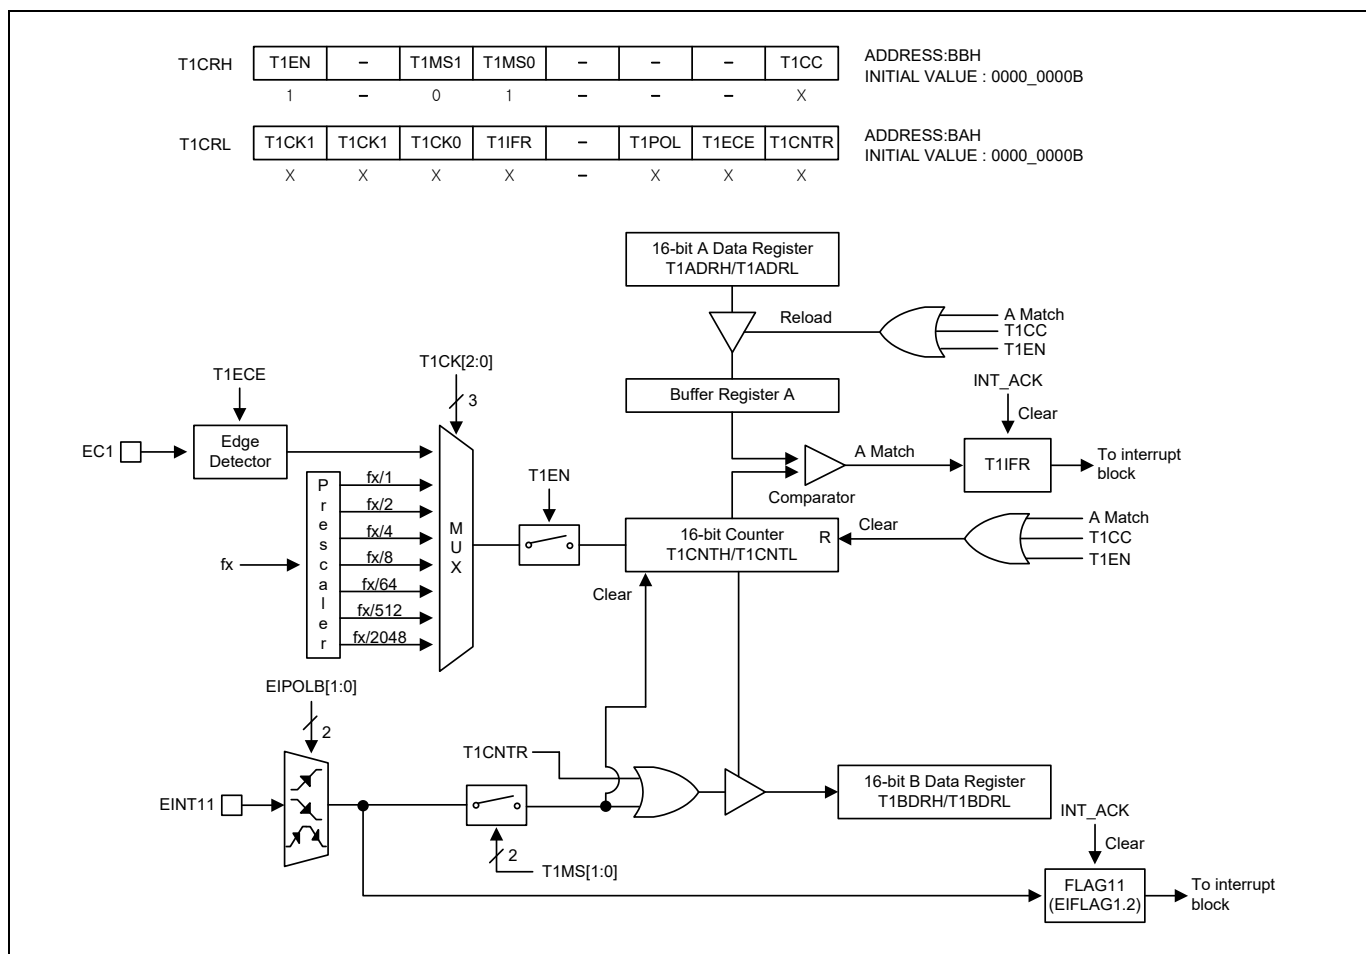 T1CRH T1EN – T1MS1 T1MS0 – – – T1CC ADDRESS:BBH
INITIAL VALUE : 0000_0000B
1 – 0 1 – – – X
T1CRL T1CK1 T1CK1 T1CK0 T1IFR – T1POL T1ECE T1CNTR ADDRESS:BAH
INITIAL VALUE : 0000_0000B
X X X X – X X X
16-bit A Data Register
T1ADRH/T1ADRL
Reload
A Match
T1CC
T1EN
T1CK[2:0]
3
T1ECE
Buffer Register A
INT_ACK
Clear
EC1
Edge
Detector
A Match
T1IFR
To interrupt
block
Comparator
Prescaler
fx/1
fx/2
fx/4
fx/8
fx/64
fx/512
fx/2048
fx
MUX
T1EN
16-bit Counter
T1CNTH/T1CNTL
R
Clear
A Match
T1CC
T1EN
Clear
EIPOLB[1:0]
2
T1CNTR
EINT11
16-bit B Data Register
T1BDRH/T1BDRL
2
T1MS[1:0]
INT_ACK
Clear
FLAG11
(EIFLAG1.2)
To interrupt
block